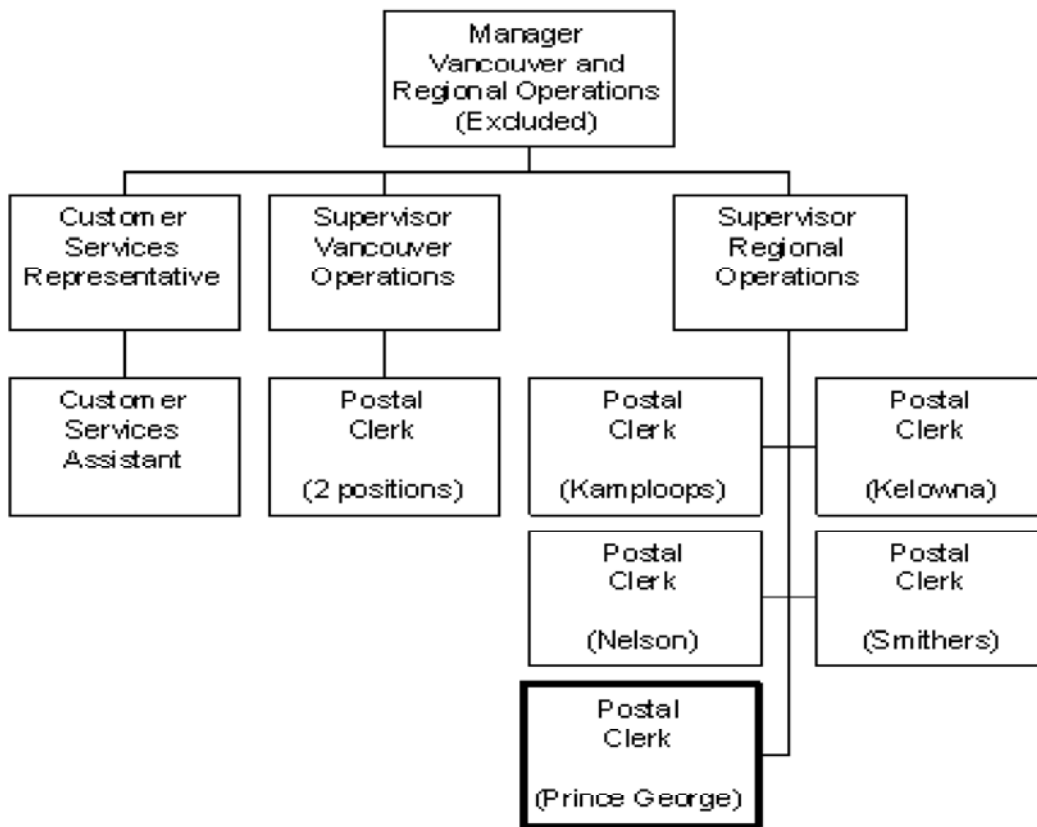 Manager
Vancouver and
Regional Operations
(Excluded)
Customer
Services
Representative
Supervisor
Vancouver
Operations
Supervisor
Regional
Operations
Customer
Services
Assistant
Postal
Clerk
(2 positions)
Postal
Clerk
(Kamploops)
Postal
Clerk
(Kelowna)
Postal
Clerk
(Nelson)
Postal
Clerk
(Smithers)
Postal
Clerk
(Prince George)